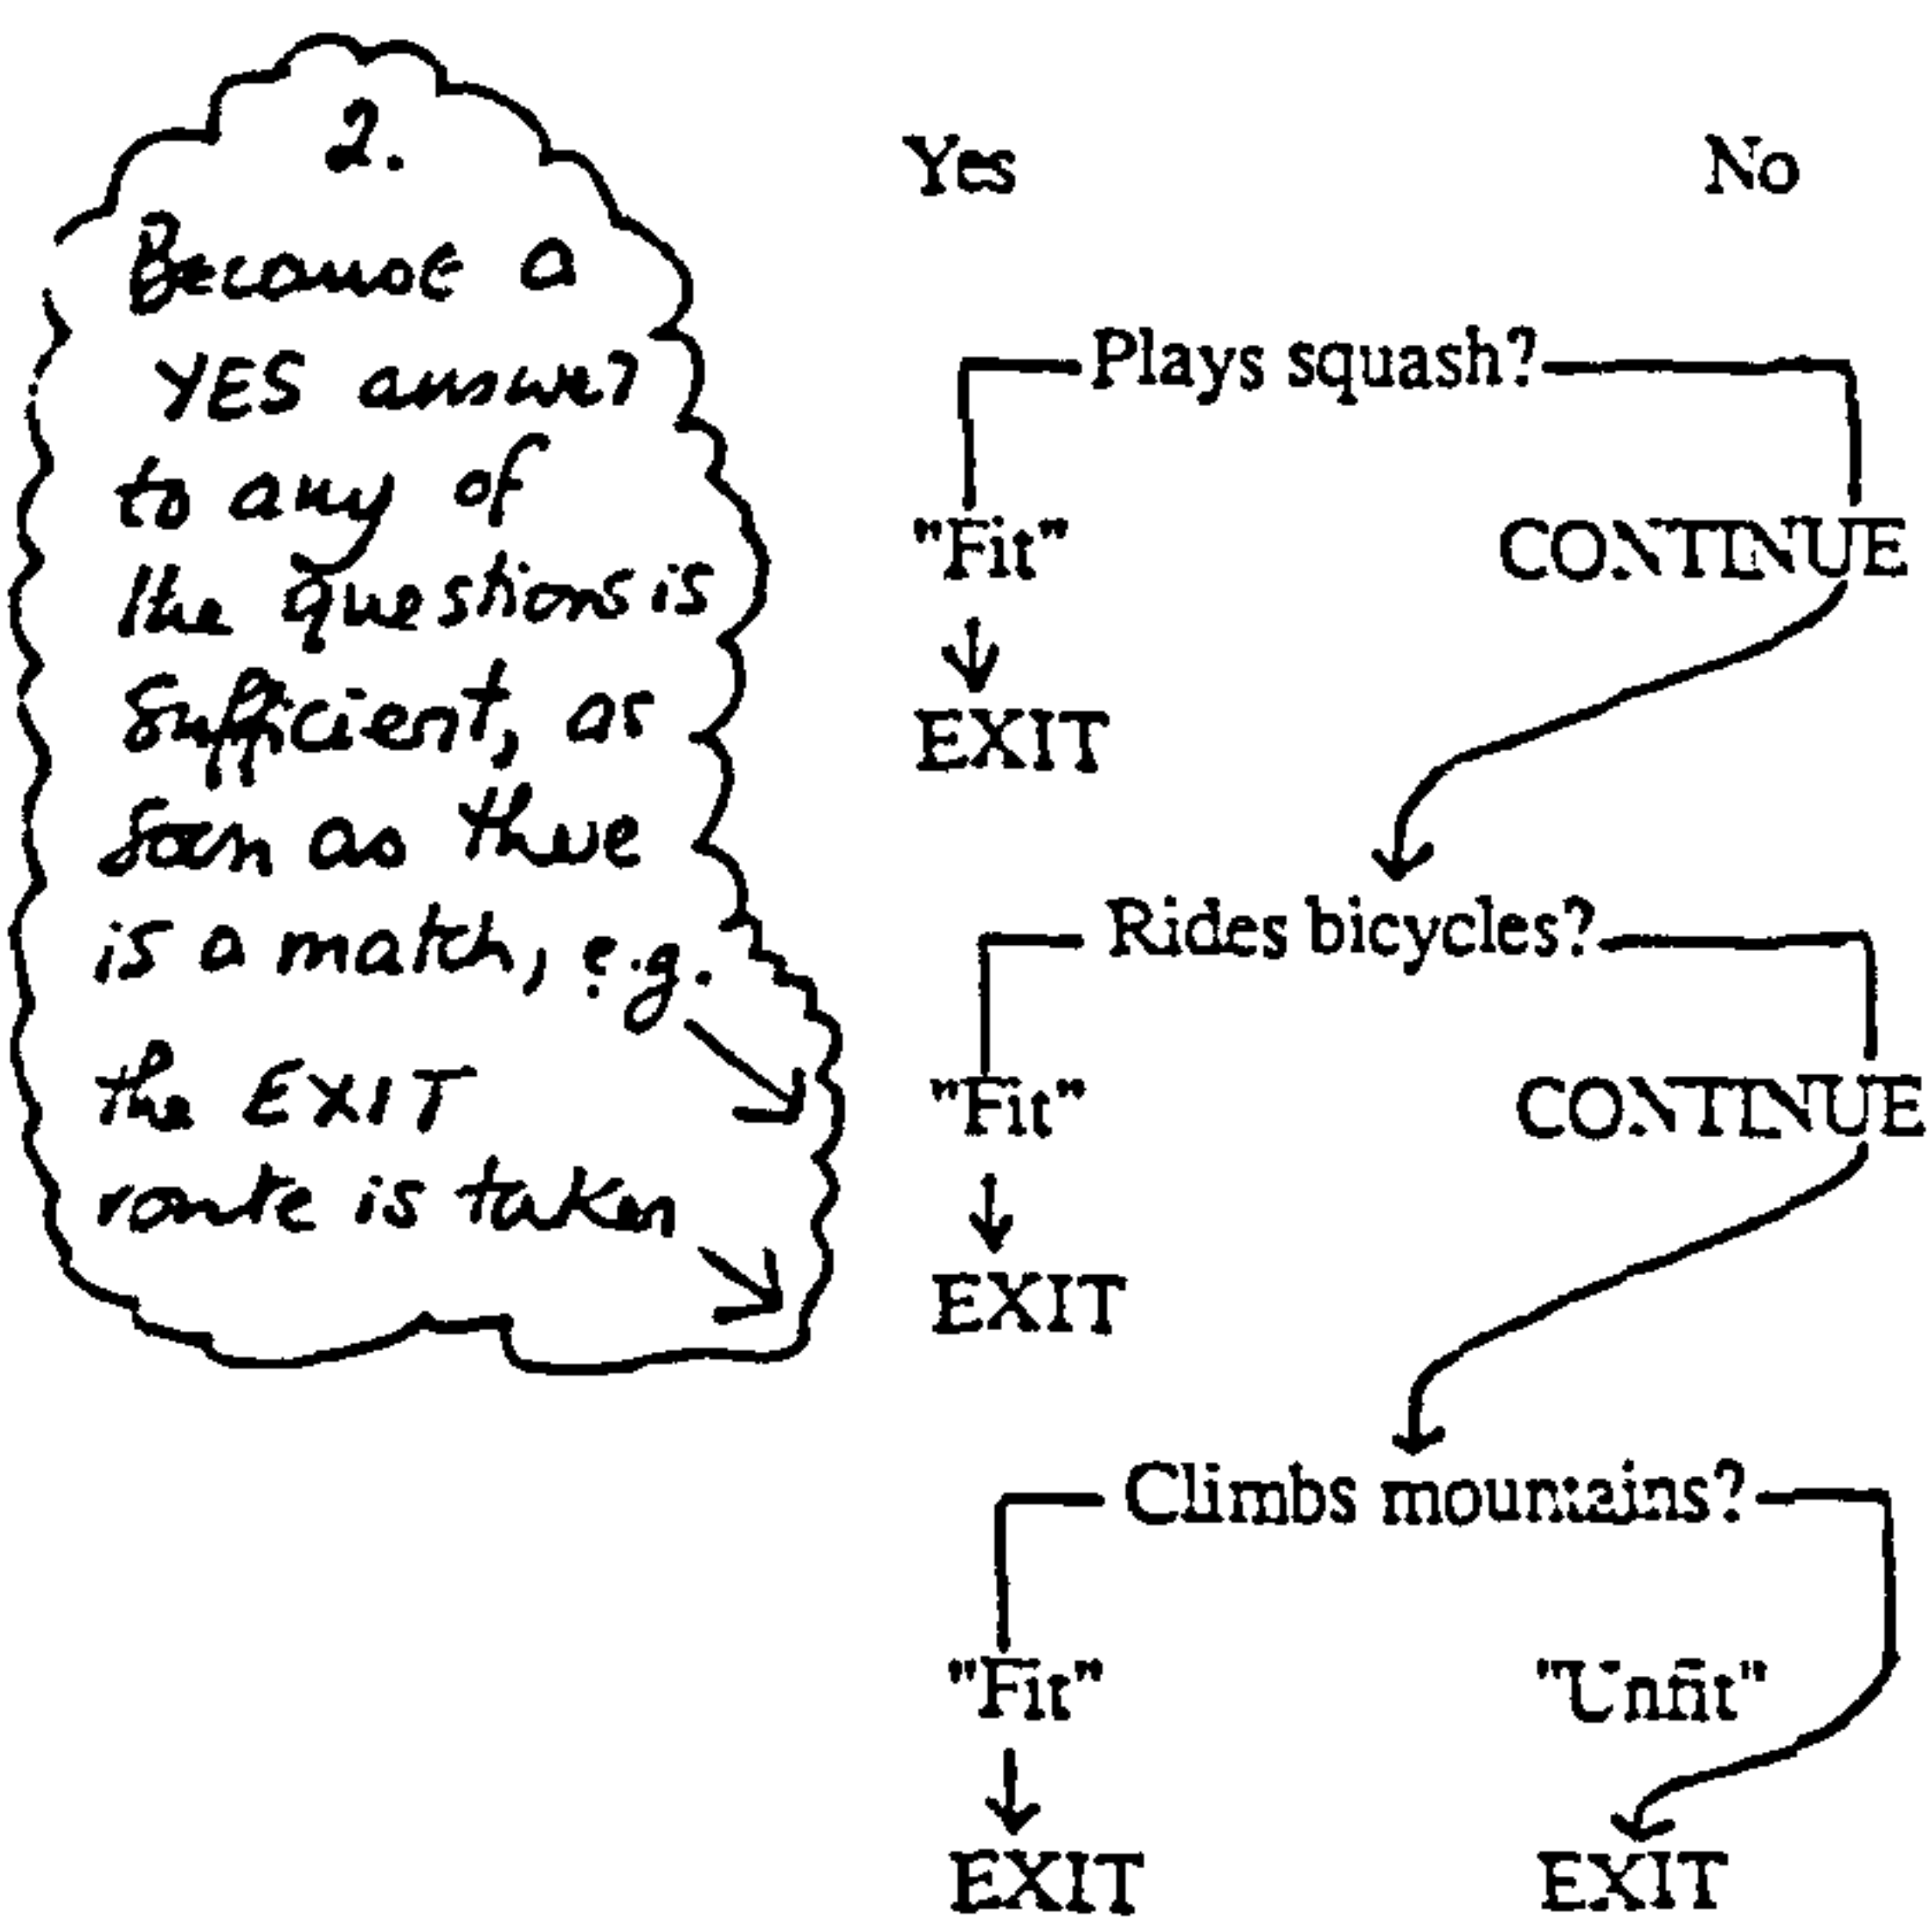 2.
Because a
YES answer
to any of
the questions is
sufficient, as
soon as there
is a match, e.g.
the EXIT
route is taken
Yes No
Plays squash?
"Fit" CONTINUE
EXIT
Rides bicycles?
"Fit" CONTINUE
EXIT
Climbs mountains?
"Fit" "Unfit"
EXIT EXIT